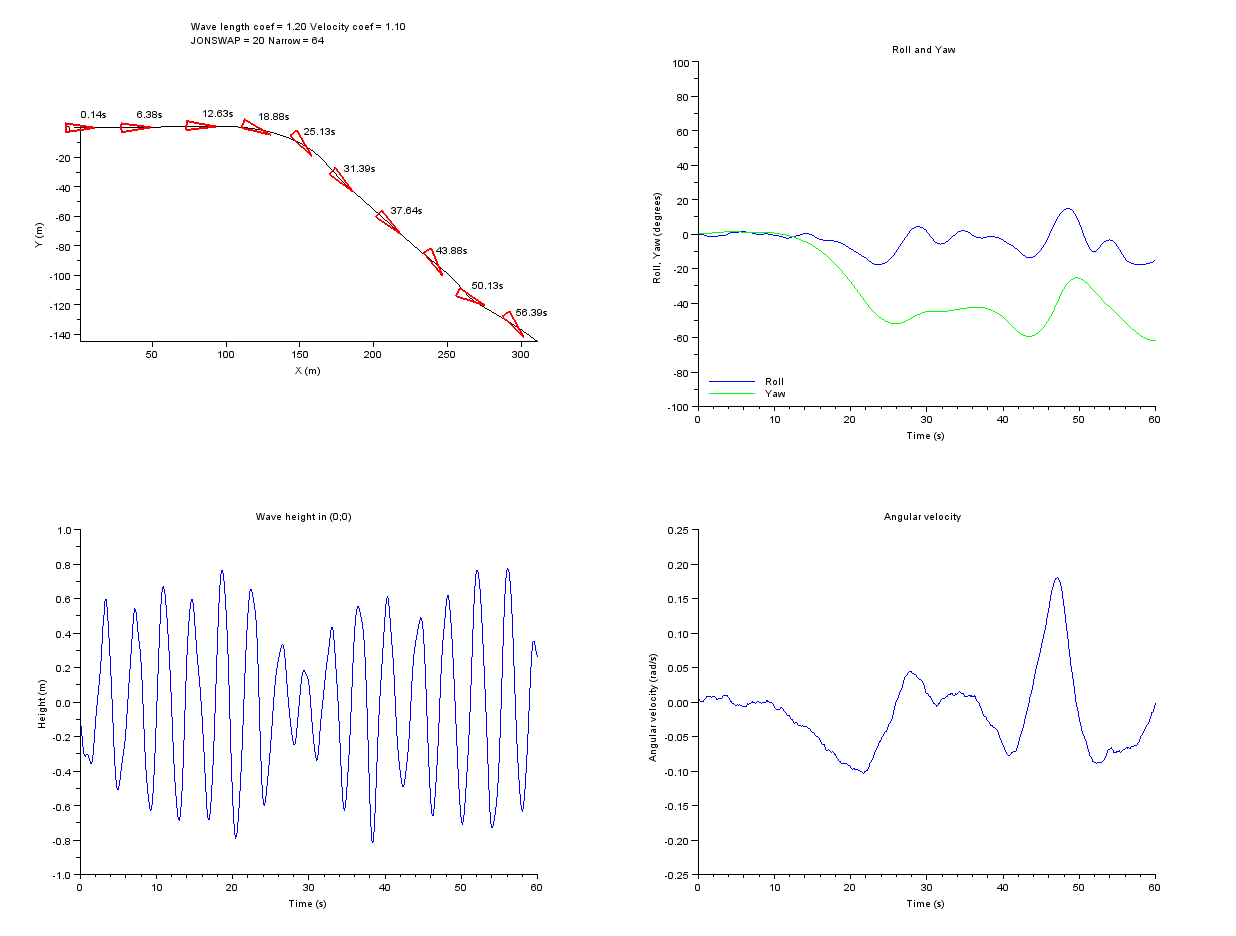 Wave length coef = 1.20 Velocity coef = 1.10
JONSWAP = 20 Narrow = 64
0.14s
6.38s
12.63s
18.88s
25.13s
31.39s
37.64s
43.88s
50.13s
56.39s
-20
-40
-60
-80
-100
-120
-140
Y (m)
50
100
150
200
250
300
X (m)
Roll and Yaw
100
80
60
40
20
0
-20
-40
-60
-80
-100
Roll, Yaw (degrees)
Roll
Yaw
0
10
20
30
40
50
60
Time (s)
Wave height in (0;0)
1.0
0.8
0.6
0.4
0.2
0.0
-0.2
-0.4
-0.6
-0.8
-1.0
Height (m)
0
10
20
30
40
50
60
Time (s)
Angular velocity
0.25
0.20
0.15
0.10
0.05
0.00
-0.05
-0.10
-0.15
-0.20
-0.25
Angular velocity (rad/s)
0
10
20
30
40
50
60
Time (s)